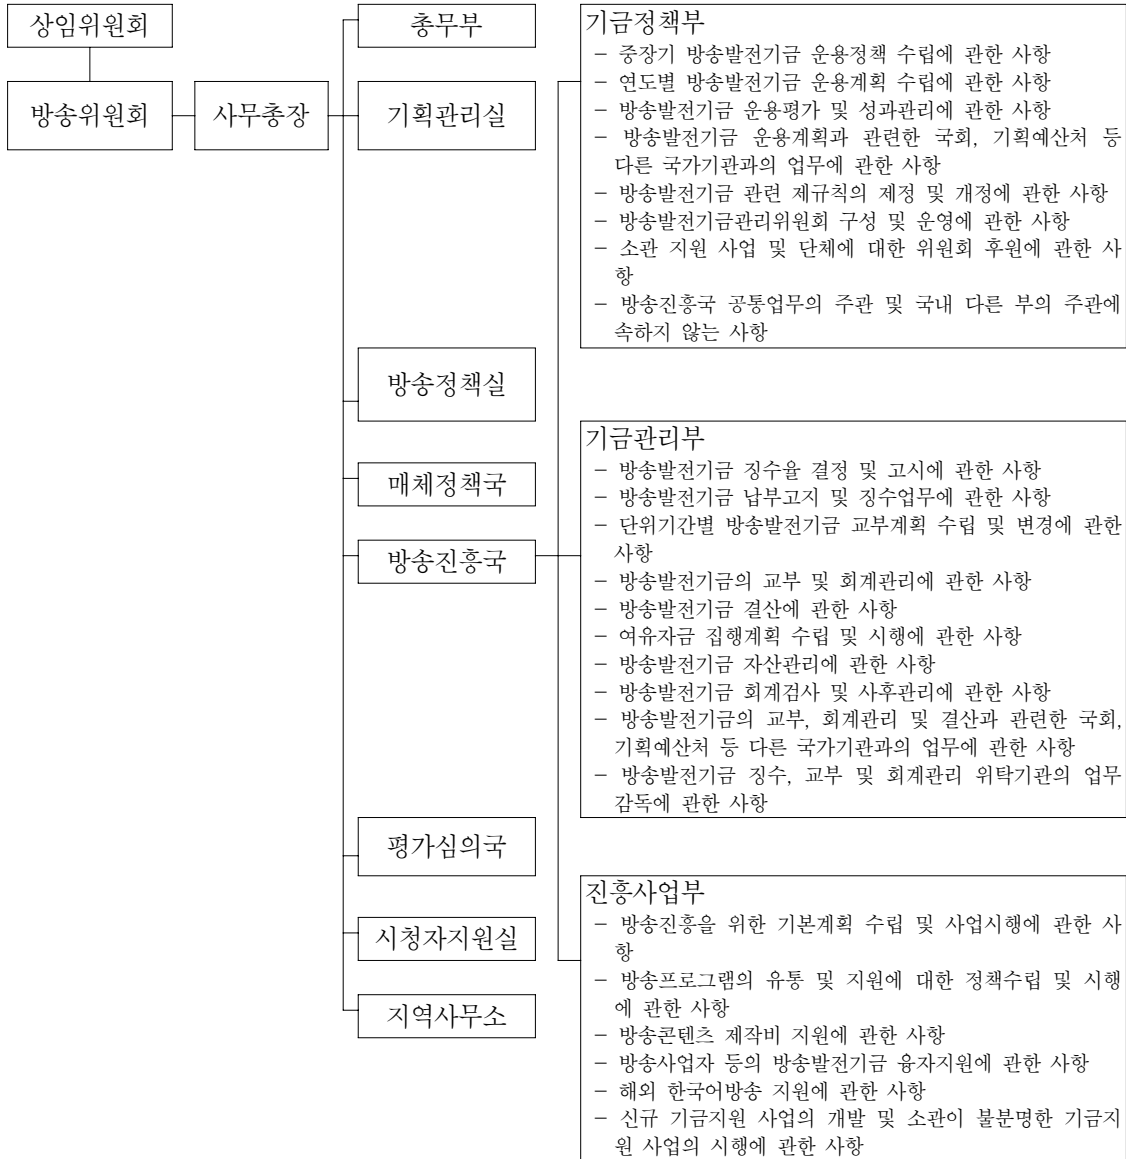 상임위원회
방송위원회
사무총장
총무부
기획관리실
방송정책실
매체정책국
방송진흥국
평가심의국
시청자지원실
지역사무소
기금정책부
- 중장기 방송발전기금 운용정책 수립에 관한 사항
- 연도별 방송발전기금 운용계획 수립에 관한 사항
- 방송발전기금 운용평가 및 성과관리에 관한 사항
- 방송발전기금 운용계획과 관련한 국회, 기획예산처 등
다른 국가기관과의 업무에 관한 사항
- 방송발전기금 관련 제규칙의 제정 및 개정에 관한 사항
- 방송발전기금관리위원회 구성 및 운영에 관한 사항
- 소관 지원 사업 및 단체에 대한 위원회 후원에 관한 사
항
- 방송진흥국 공통업무의 주관 및 국내 다른 부의 주관에
속하지 않는 사항
기금관리부
- 방송발전기금 징수율 결정 및 고시에 관한 사항
- 방송발전기금 납부고지 및 징수업무에 관한 사항
- 단위기간별 방송발전기금 교부계획 수립 및 변경에 관한
사항
- 방송발전기금의 교부 및 회계관리에 관한 사항
- 방송발전기금 결산에 관한 사항
- 여유자금 집행계획 수립 및 시행에 관한 사항
- 방송발전기금 자산관리에 관한 사항
- 방송발전기금 회계검사 및 사후관리에 관한 사항
- 방송발전기금의 교부, 회계관리 및 결산과 관련한 국회,
기획예산처 등 다른 국가기관과의 업무에 관한 사항
- 방송발전기금 징수, 교부 및 회계관리 위탁기관의 업무
감독에 관한 사항
진흥사업부
- 방송진흥을 위한 기본계획 수립 및 사업시행에 관한 사
항
- 방송프로그램의 유통 및 지원에 대한 정책수립 및 시행
에 관한 사항
- 방송콘텐츠 제작비 지원에 관한 사항
- 방송사업자 등의 방송발전기금 융자지원에 관한 사항
- 해외 한국어방송 지원에 관한 사항
- 신규 기금지원 사업의 개발 및 소관이 불분명한 기금지
원 사업의 시행에 관한 사항